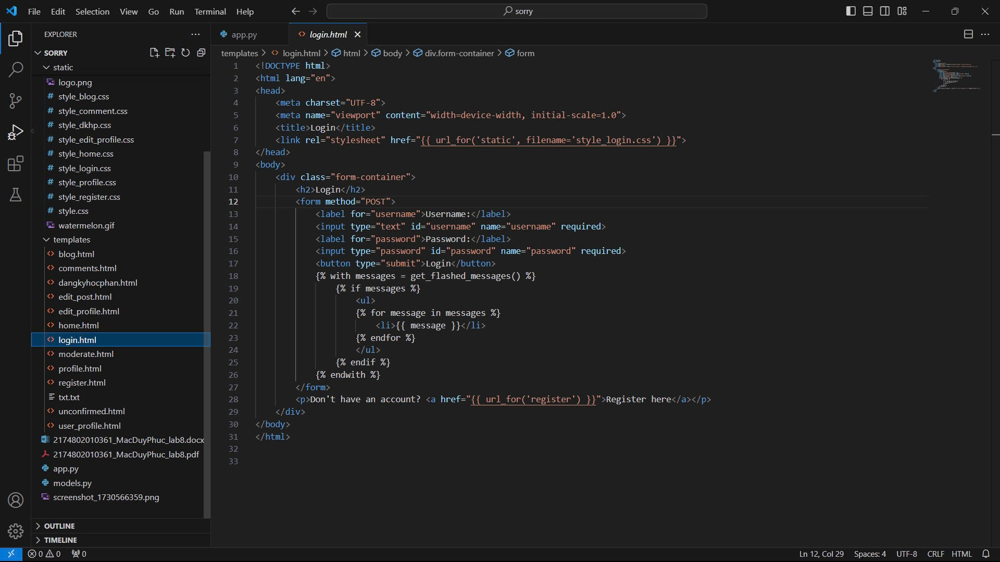 File Edit Selection View Go Run Terminal Help
sorry
EXPLORER
SORRY
static
logo.png
style_blog.css
style_comment.css
style_dkhp.css
style_edit_profile.css
style_home.css
style_login.css
style_profile.css
style_register.css
style.css
watermelon.gif
templates
blog.html
comments.html
dangkyhocphan.html
edit_post.html
edit_profile.html
home.html
login.html
moderate.html
profile.html
register.html
txt.txt
unconfirmed.html
user_profile.html
2174802010361_MacDuyPhuc_lab8.docx
2174802010361_MacDuyPhuc_lab8.pdf
app.py
models.py
screenshot_1730566359.png
OUTLINE
TIMELINE
app.py login.html
templates > login.html > html > body > div.form-container > form
1 <!DOCTYPE html>
2 <html lang="en">
3 <head>
4 <meta charset="UTF-8">
5 <meta name="viewport" content="width=device-width, initial-scale=1.0">
6 <title>Login</title>
7 <link rel="stylesheet" href="{{ url_for('static', filename='style_login.css') }}">
8 </head>
9 <body>
10 <div class="form-container">
11 <h2>Login</h2>
12 <form method="POST">
13 <label for="username">Username:</label>
14 <input type="text" id="username" name="username" required>
15 <label for="password">Password:</label>
16 <input type="password" id="password" name="password" required>
17 <button type="submit">Login</button>
18 {% with messages = get_flashed_messages() %}
19 {% if messages %}
20 <ul>
21 {% for message in messages %}
22 <li>{{ message }}</li>
23 {% endfor %}
24 </ul>
25 {% endif %}
26 {% endwith %}
27 </form>
28 <p>Don't have an account? <a href="{{ url_for('register') }}">Register here</a></p>
29 </div>
30 </body>
31 </html>
32
33
0 0 0
Ln 12, Col 29 Spaces: 4 UTF-8 CRLF HTML